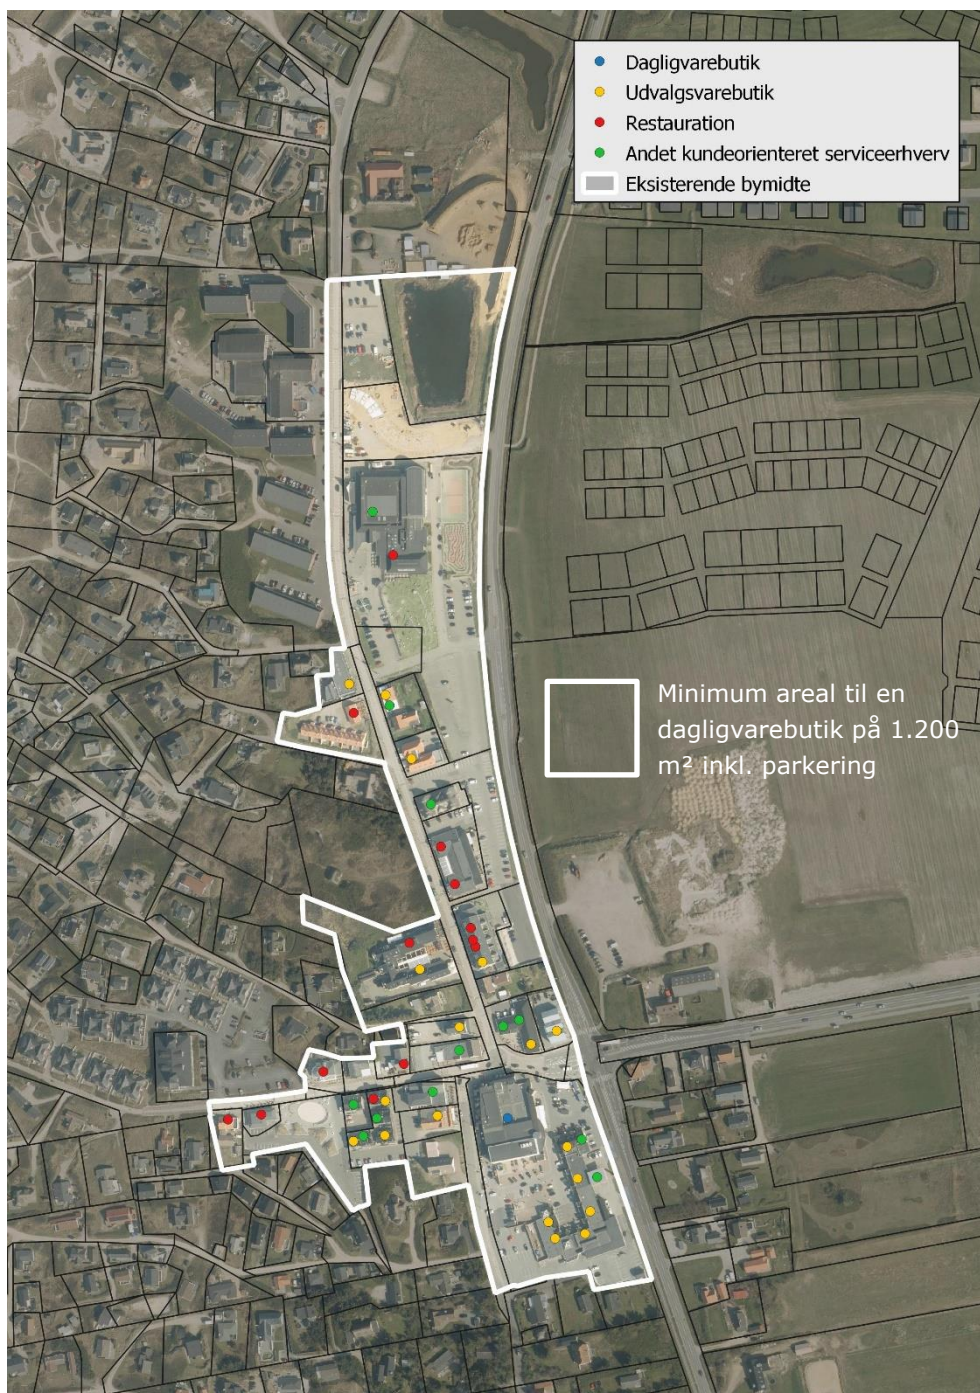 Dagligvarebutik
Udvalgsvarebutik
Restauration
Andet kundeorienteret serviceerhverv
Eksisterende bymidte
Minimum areal til en
dagligvarebutik på 1.200
m² inkl. parkering